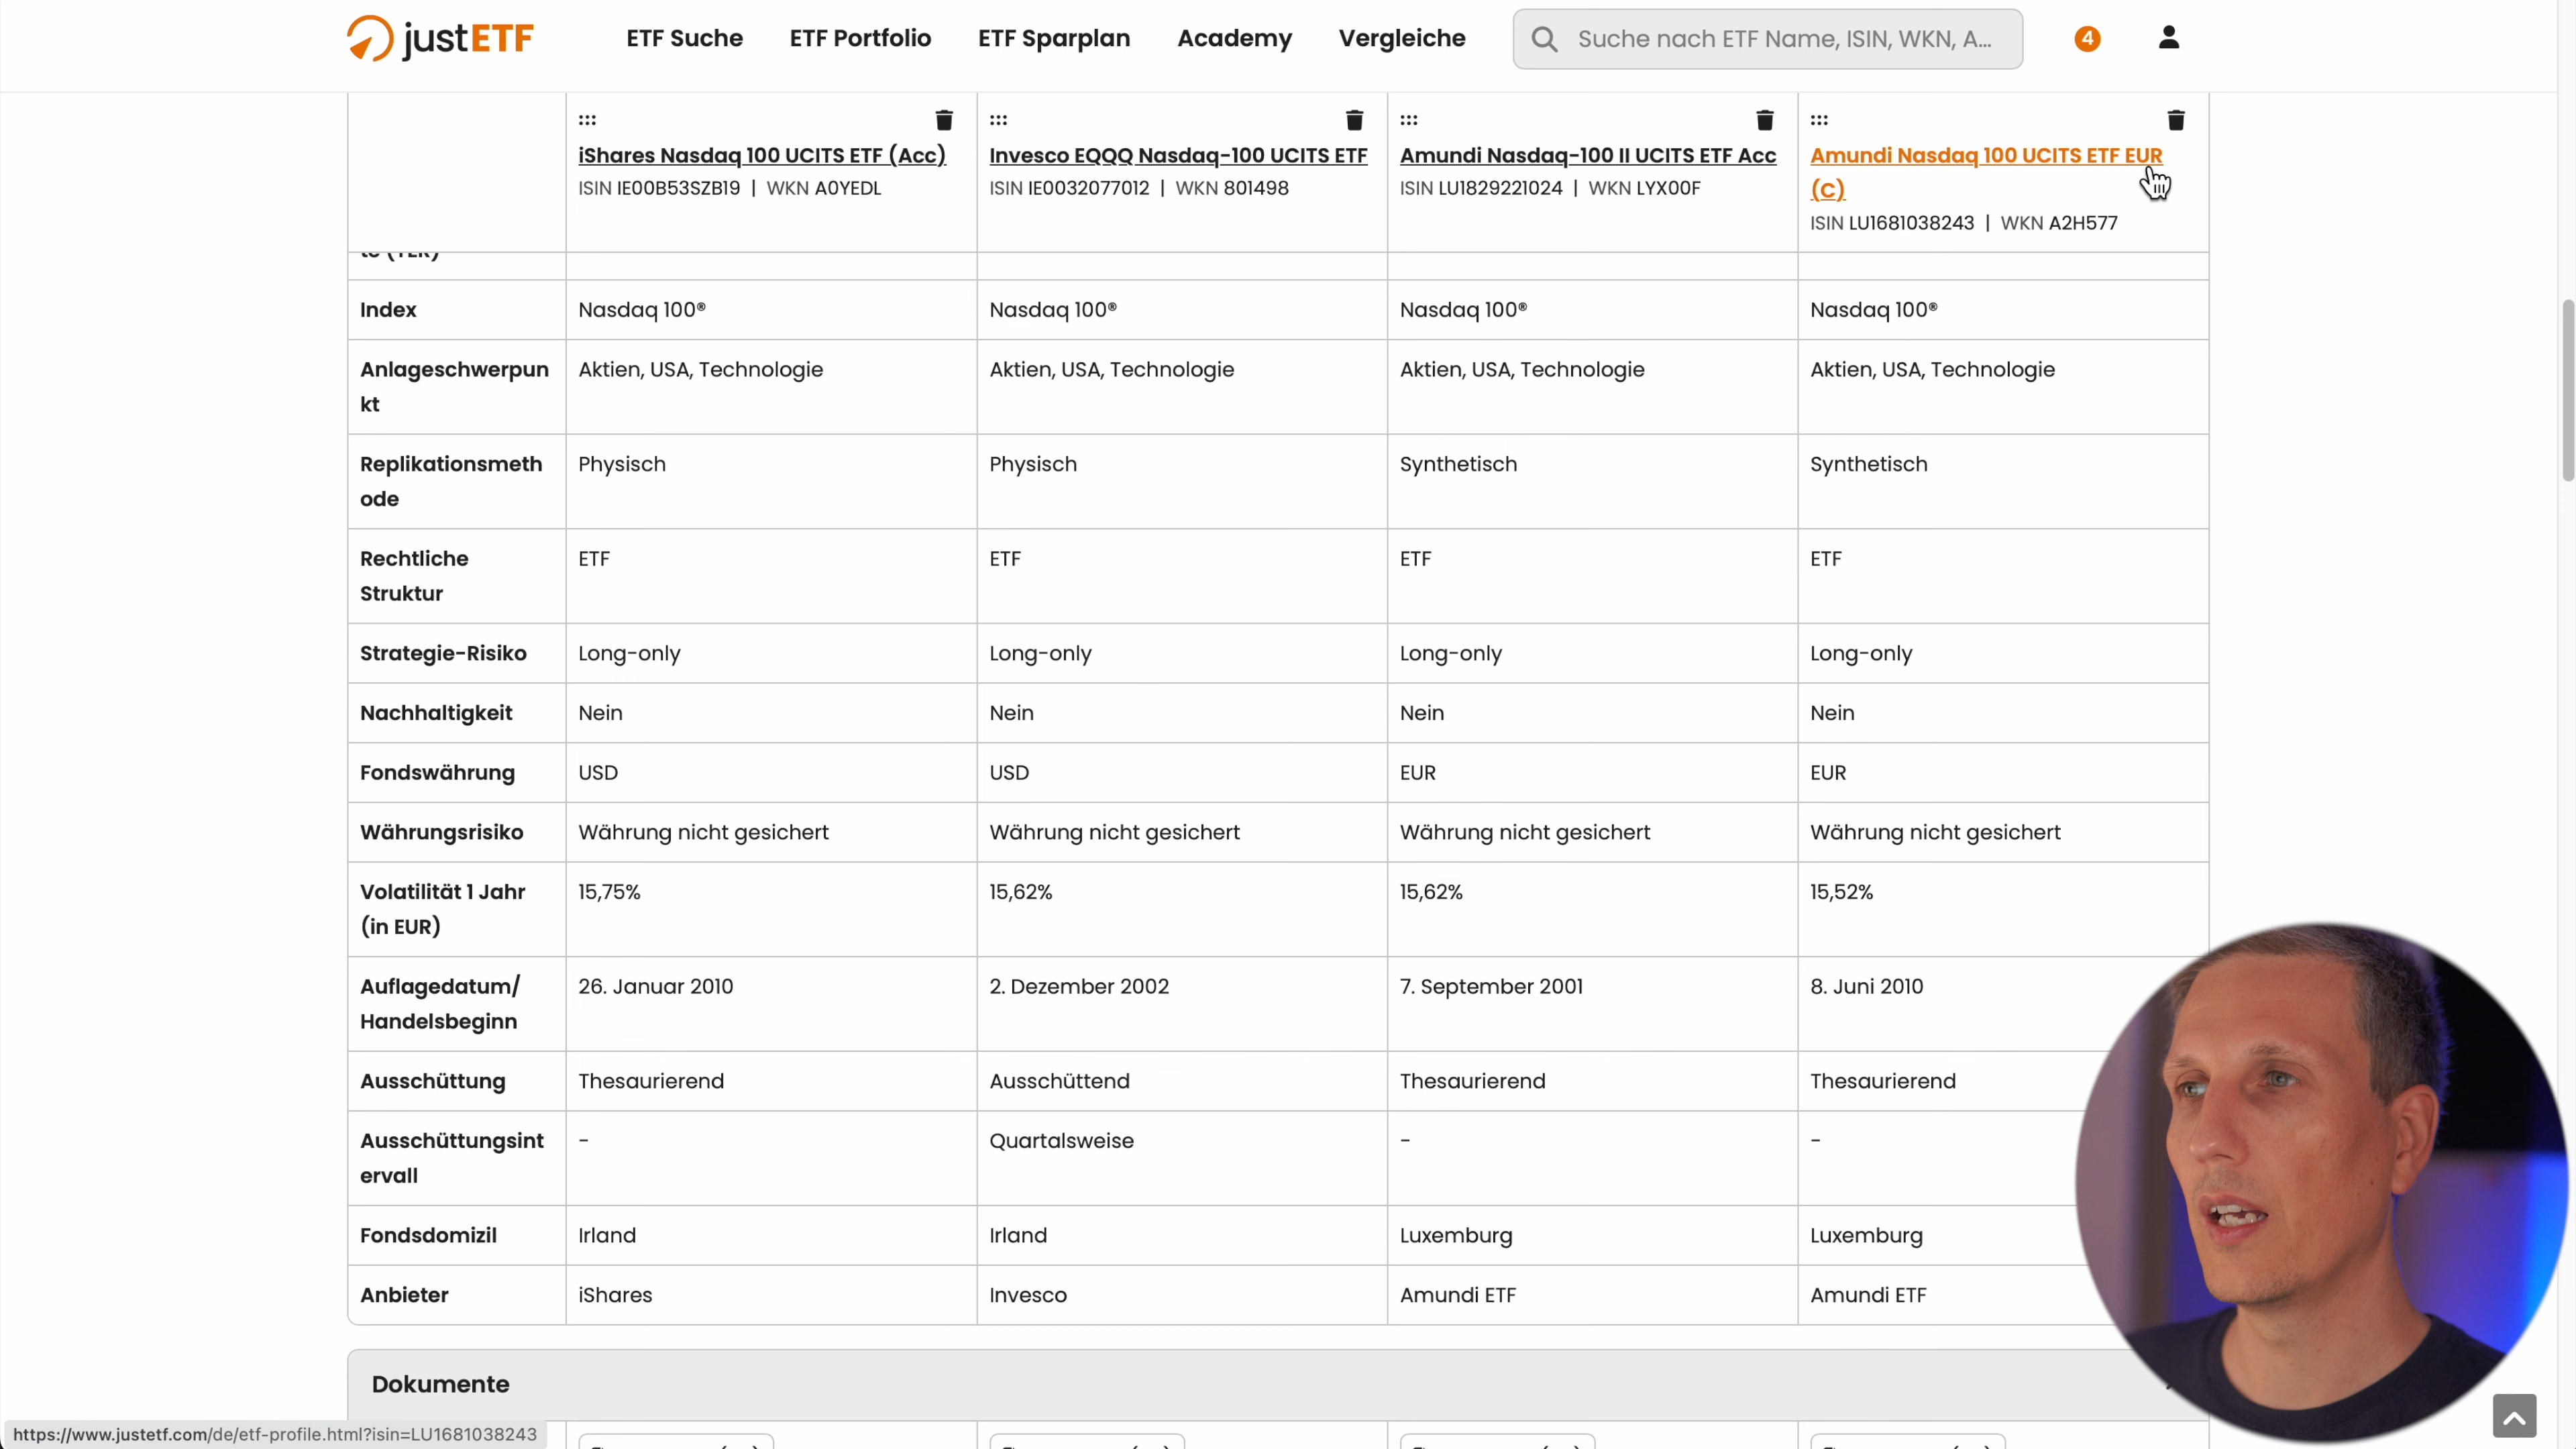 justETF
ETF Suche
ETF Portfolio
ETF Sparplan
Academy
Vergleiche
Suche nach ETF Name, ISIN, WKN, A...
4
iShares Nasdaq 100 UCITS ETF (Acc)
ISIN IE00B53SZB19 | WKN A0YEDL
Invesco EQQQ Nasdaq-100 UCITS ETF
ISIN IE0032077012 | WKN 801498
Amundi Nasdaq-100 II UCITS ETF Acc
ISIN LU1829221024 | WKN LYX00F
Amundi Nasdaq 100 UCITS ETF EUR
(C)
ISIN LU1681038243 | WKN A2H577
Index Nasdaq 100® Nasdaq 100® Nasdaq 100® Nasdaq 100®
Anlageschwerpun Aktien, USA, Technologie Aktien, USA, Technologie Aktien, USA, Technologie Aktien, USA, Technologie
kt
Replikationsmeth Physisch Physisch Synthetisch Synthetisch
ode
Rechtliche ETF ETF ETF ETF
Struktur
Strategie-Risiko Long-only Long-only Long-only Long-only
Nachhaltigkeit Nein Nein Nein Nein
Fondswährung USD USD EUR EUR
Währungsrisiko Währung nicht gesichert Währung nicht gesichert Währung nicht gesichert Währung nicht gesichert
Volatilität 1 Jahr 15,75% 15,62% 15,62% 15,52%
(in EUR)
Auflagedatum/ 26. Januar 2010 2. Dezember 2002 7. September 2001 8. Juni 2010
Handelsbeginn
Ausschüttung Thesaurierend Ausschüttend Thesaurierend Thesaurierend
Ausschüttungsint - Quartalsweise - -
ervall
Fondsdomizil Irland Irland Luxemburg Luxemburg
Anbieter iShares Invesco Amundi ETF Amundi ETF
Dokumente
https://www.justetf.com/de/etf-profile.html?isin=LU1681038243